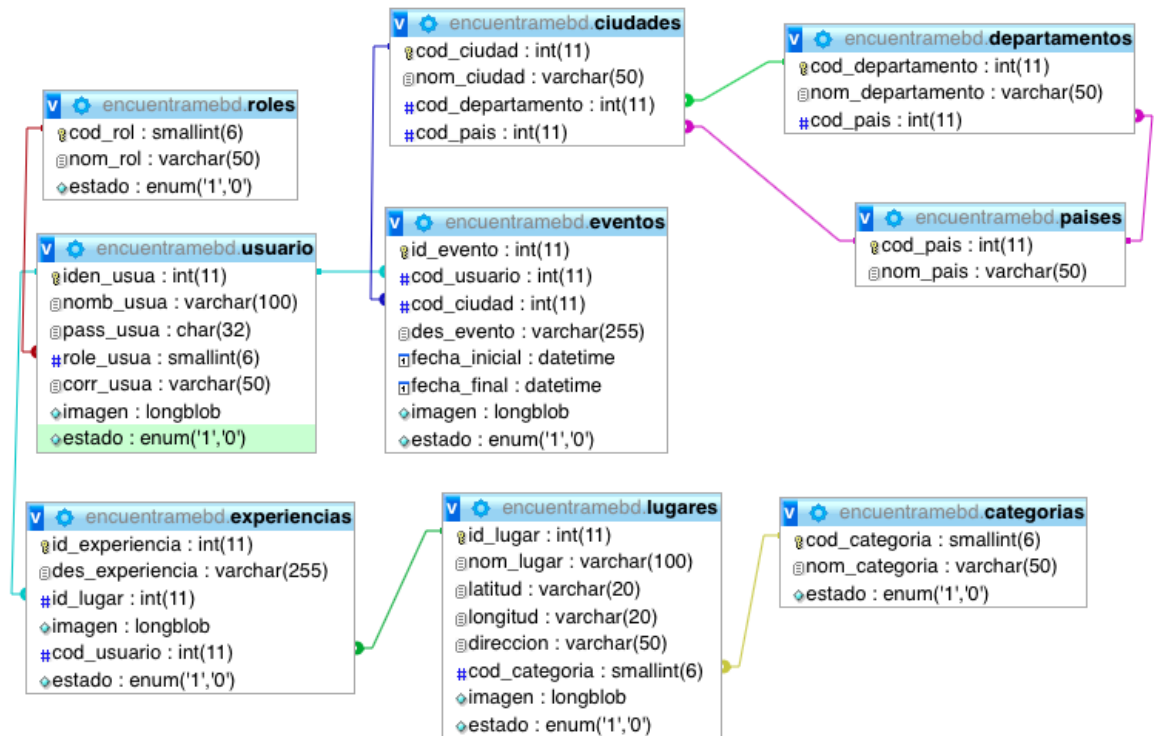 encuentramebd.ciudades
cod_ciudad : int(11)
nom_ciudad : varchar(50)
#cod_departamento : int(11)
#cod_pais : int(11)
encuentramebd.departamentos
cod_departamento : int(11)
nom_departamento : varchar(50)
#cod_pais : int(11)
encuentramebd.roles
cod_rol : smallint(6)
nom_rol : varchar(50)
estado : enum('1','0')
encuentramebd.usuario
iden_usua : int(11)
nomb_usua : varchar(100)
pass_usua : char(32)
#role_usua : smallint(6)
corr_usua : varchar(50)
imagen : longblob
estado : enum('1','0')
encuentramebd.eventos
id_evento : int(11)
#cod_usuario : int(11)
#cod_ciudad : int(11)
des_evento : varchar(255)
fecha_inicial : datetime
fecha_final : datetime
imagen : longblob
estado : enum('1','0')
encuentramebd.paises
cod_pais : int(11)
nom_pais : varchar(50)
encuentramebd.experiencias
id_experiencia : int(11)
des_experiencia : varchar(255)
#id_lugar : int(11)
imagen : longblob
#cod_usuario : int(11)
estado : enum('1','0')
encuentramebd.lugares
id_lugar : int(11)
nom_lugar : varchar(100)
latitud : varchar(20)
longitud : varchar(20)
direccion : varchar(50)
#cod_categoria : smallint(6)
imagen : longblob
estado : enum('1','0')
encuentramebd.categorias
cod_categoria : smallint(6)
nom_categoria : varchar(50)
estado : enum('1','0')